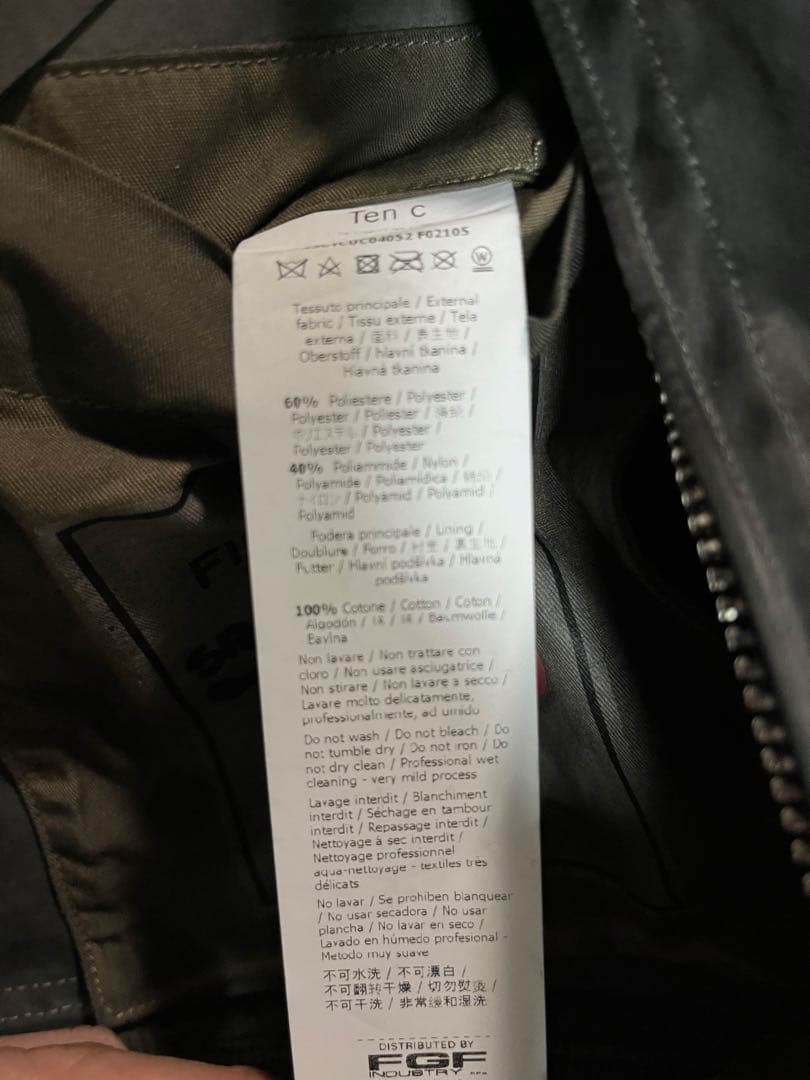 Ten C
04052 F02105
Tessuto principale / External
fabric / Tissu externe / Tela
externa / 面料 / 表生地 /
Oberstoff / hlavní tkanina /
Hlavná tkanina
60% Poliestere / Polyester /
Polyester / Poliester /
ポリエステル / Polyester /
Polyester / Polyester
40% Poliammide / Nylon /
Polyamide / Poliamídica /
ナイロン / Polyamid / Polyamid /
Polyamid
Fodera principale / Lining /
Doublure / Forro / 衬里 / 裏生地 /
Futter / Hlavní podšívka / Hlavná
podšívka
100% Cotone / Cotton / Coton /
Algodón / 绵 / 綿 / Baumwolle /
Bavlna
Non lavare / Non trattare con
cloro / Non usare asciugatrice /
Non stirare / Non lavare a secco /
Lavare molto delicatamente,
professionalmente, ad umido
Do not wash / Do not bleach / Do
not tumble dry / Do not iron / Do
not dry clean / Professional wet
cleaning - very mild process
Lavage interdit / Blanchiment
interdit / Séchage en tambour
interdit / Repassage interdit /
Nettoyage à sec interdit /
Nettoyage professionnel
aqua-nettoyage - textiles très
délicats
No lavar / Se prohiben blanquear
/ No usar secadora / No usar
plancha / No lavar en seco /
Lavado en húmedo profesional -
Metodo muy suave
不可水洗 / 不可漂白 /
不可翻转干燥 / 切勿熨烫 /
不可干洗 / 非常缓和湿洗
DISTRIBUTED BY
FGF
INDUSTRY S.P.A.